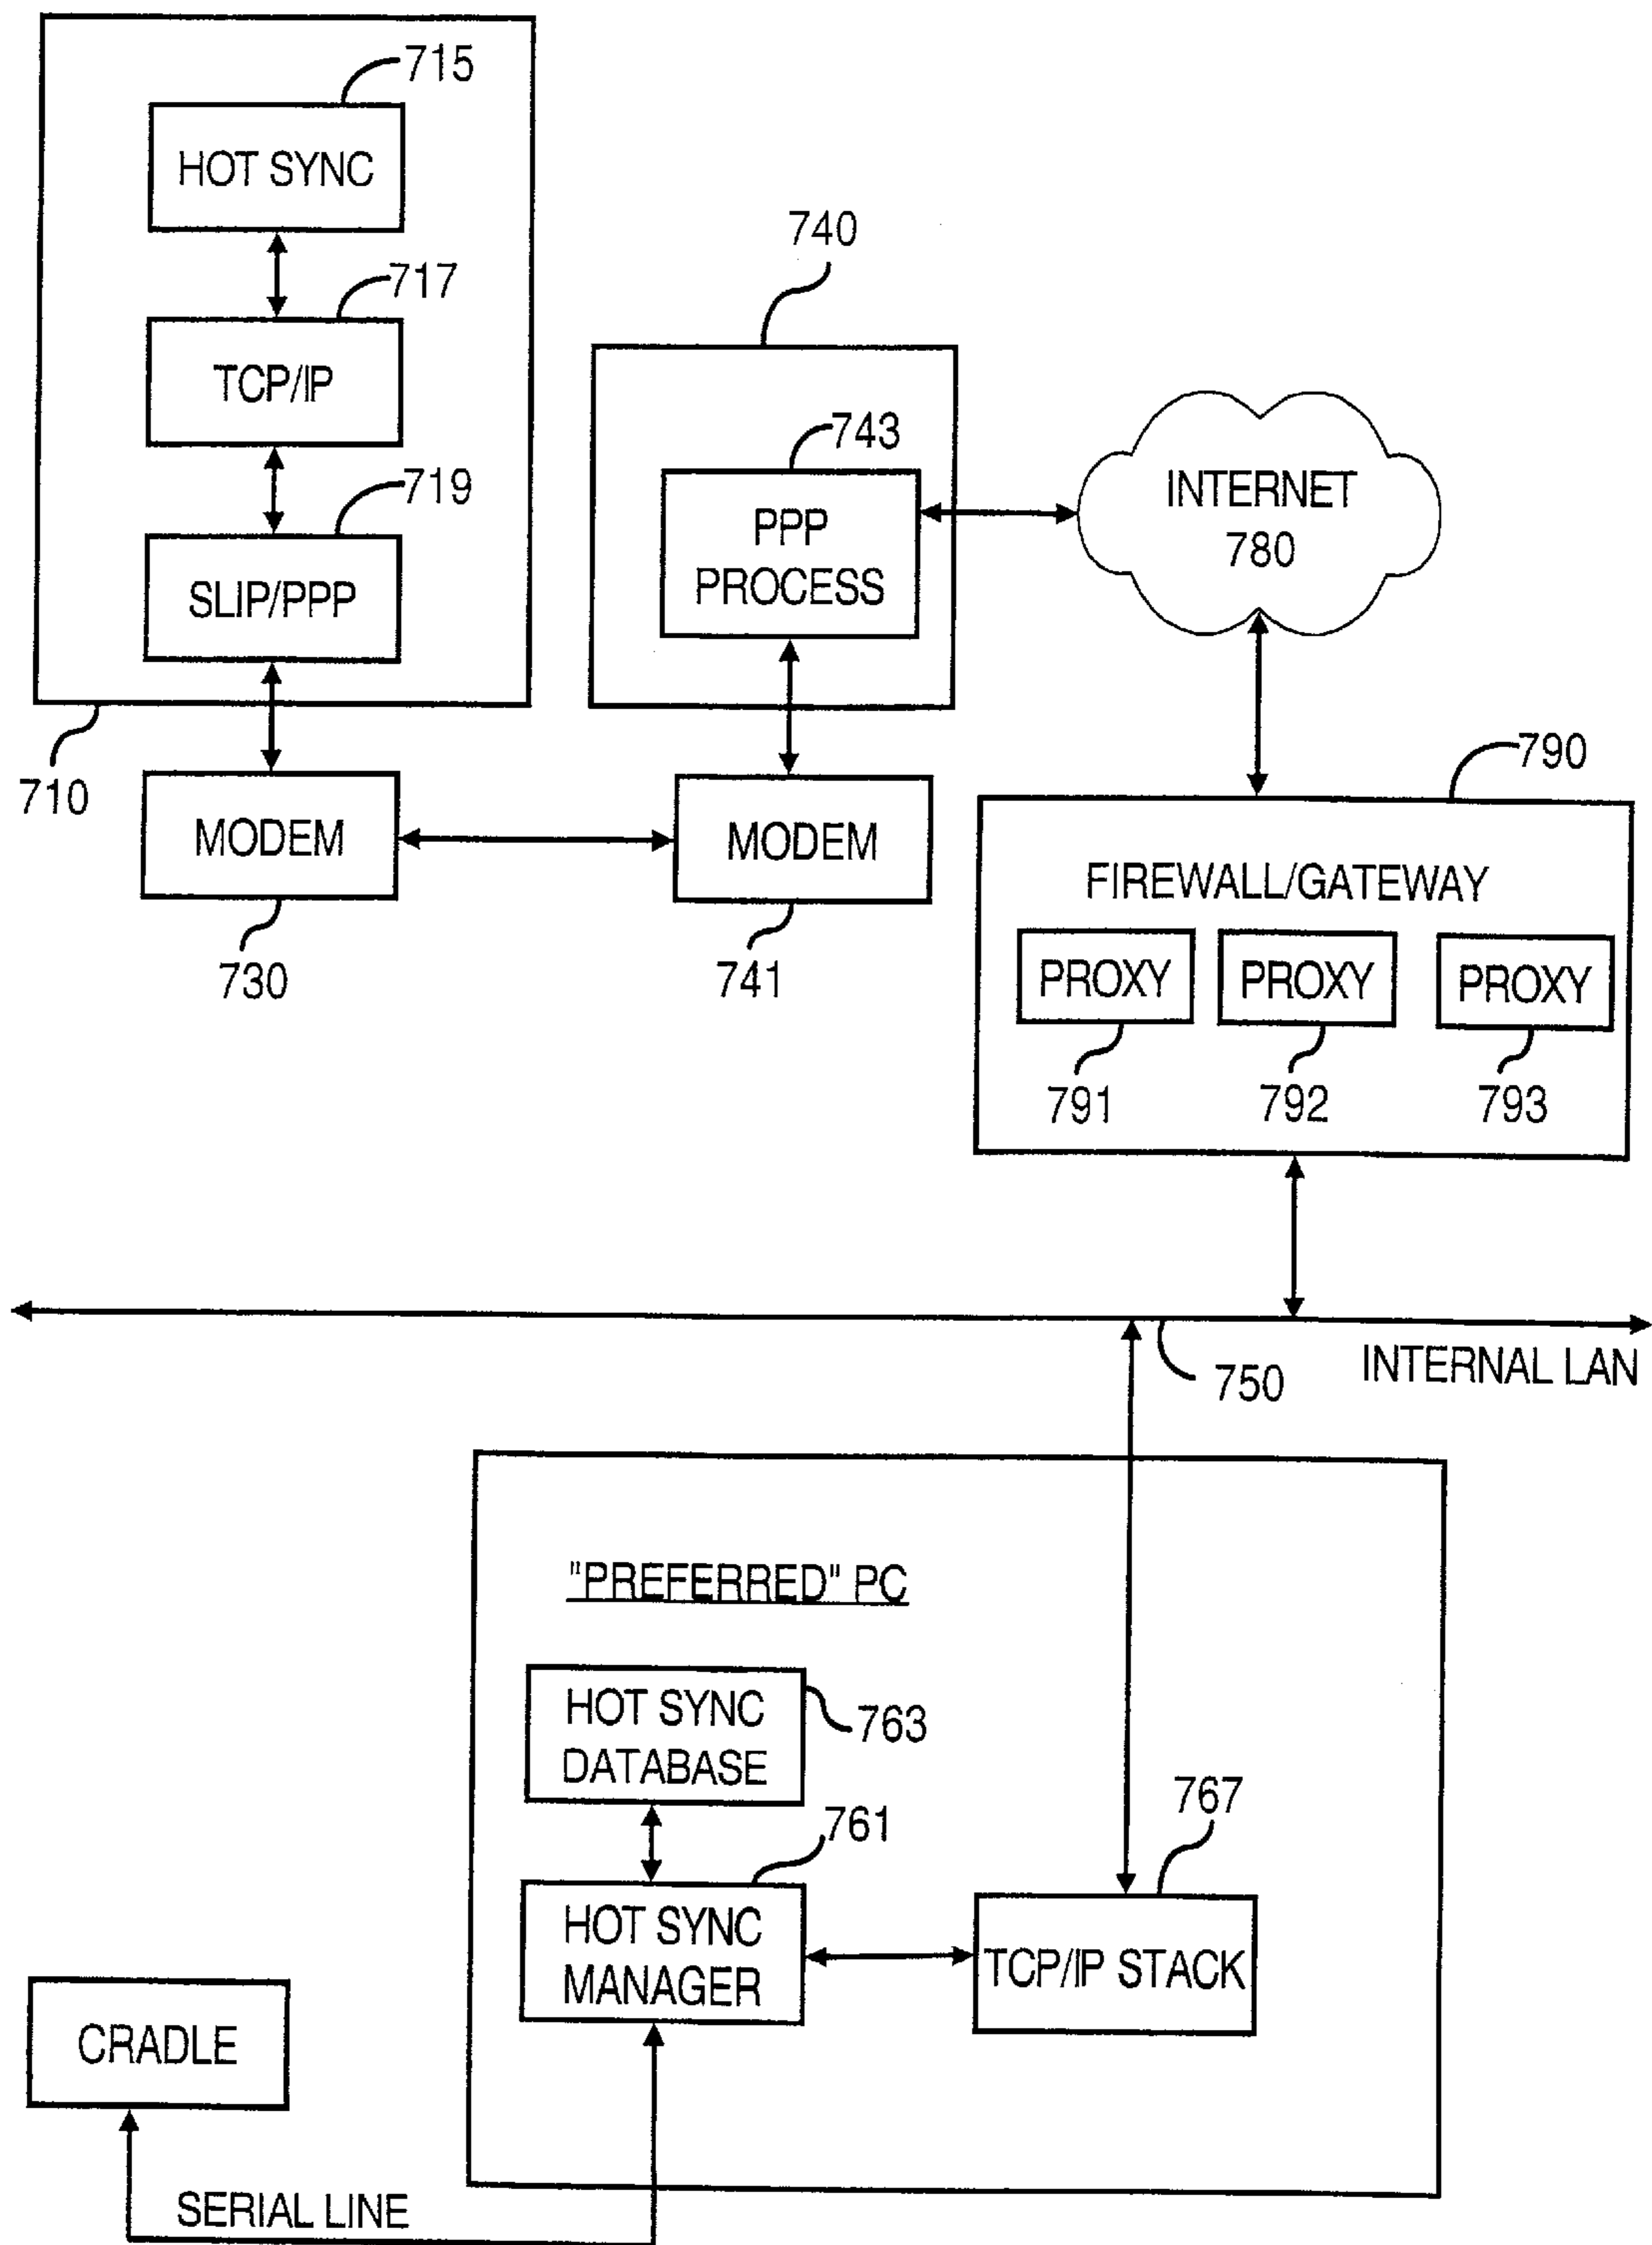 715
HOT SYNC
717
TCP/IP
719
SLIP/PPP
710
MODEM
730
740
743
PPP
PROCESS
MODEM
741
INTERNET
780
790
FIREWALL/GATEWAY
PROXY
PROXY
PROXY
791
792
793
750
INTERNAL LAN
"PREFERRED" PC
HOT SYNC
DATABASE
763
761
HOT SYNC
MANAGER
767
TCP/IP STACK
CRADLE
SERIAL LINE